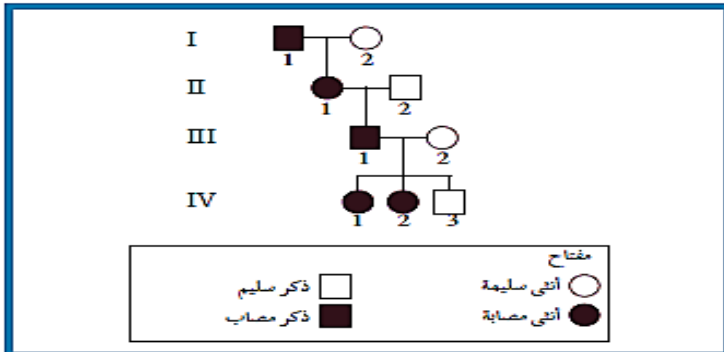 I
1 2
II
1 2
III
1 2
IV
1 2 3
مفتاح
أنثى سليمة ذكر سليم
أنثى مصابة ذكر مصاب